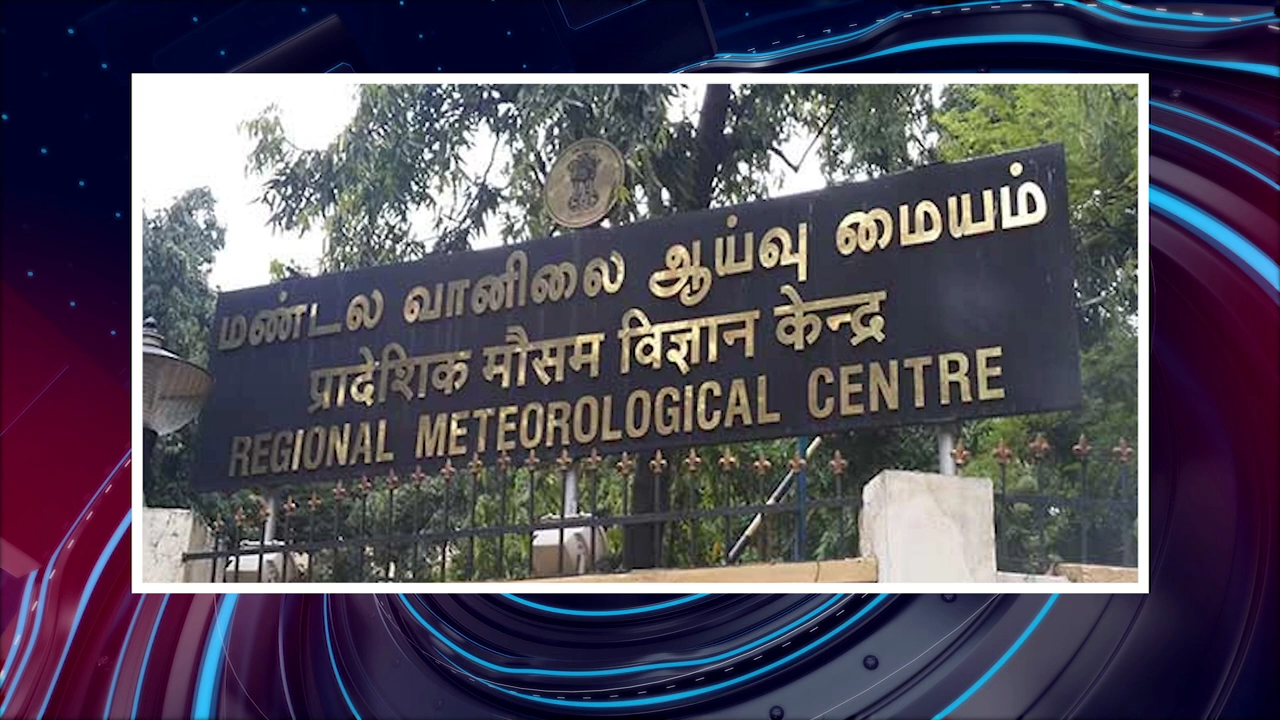 மண்டல வானிலை ஆய்வு மையம்
प्रादेशिक मौसम विज्ञान केन्द्र
REGIONAL METEOROLOGICAL CENTRE